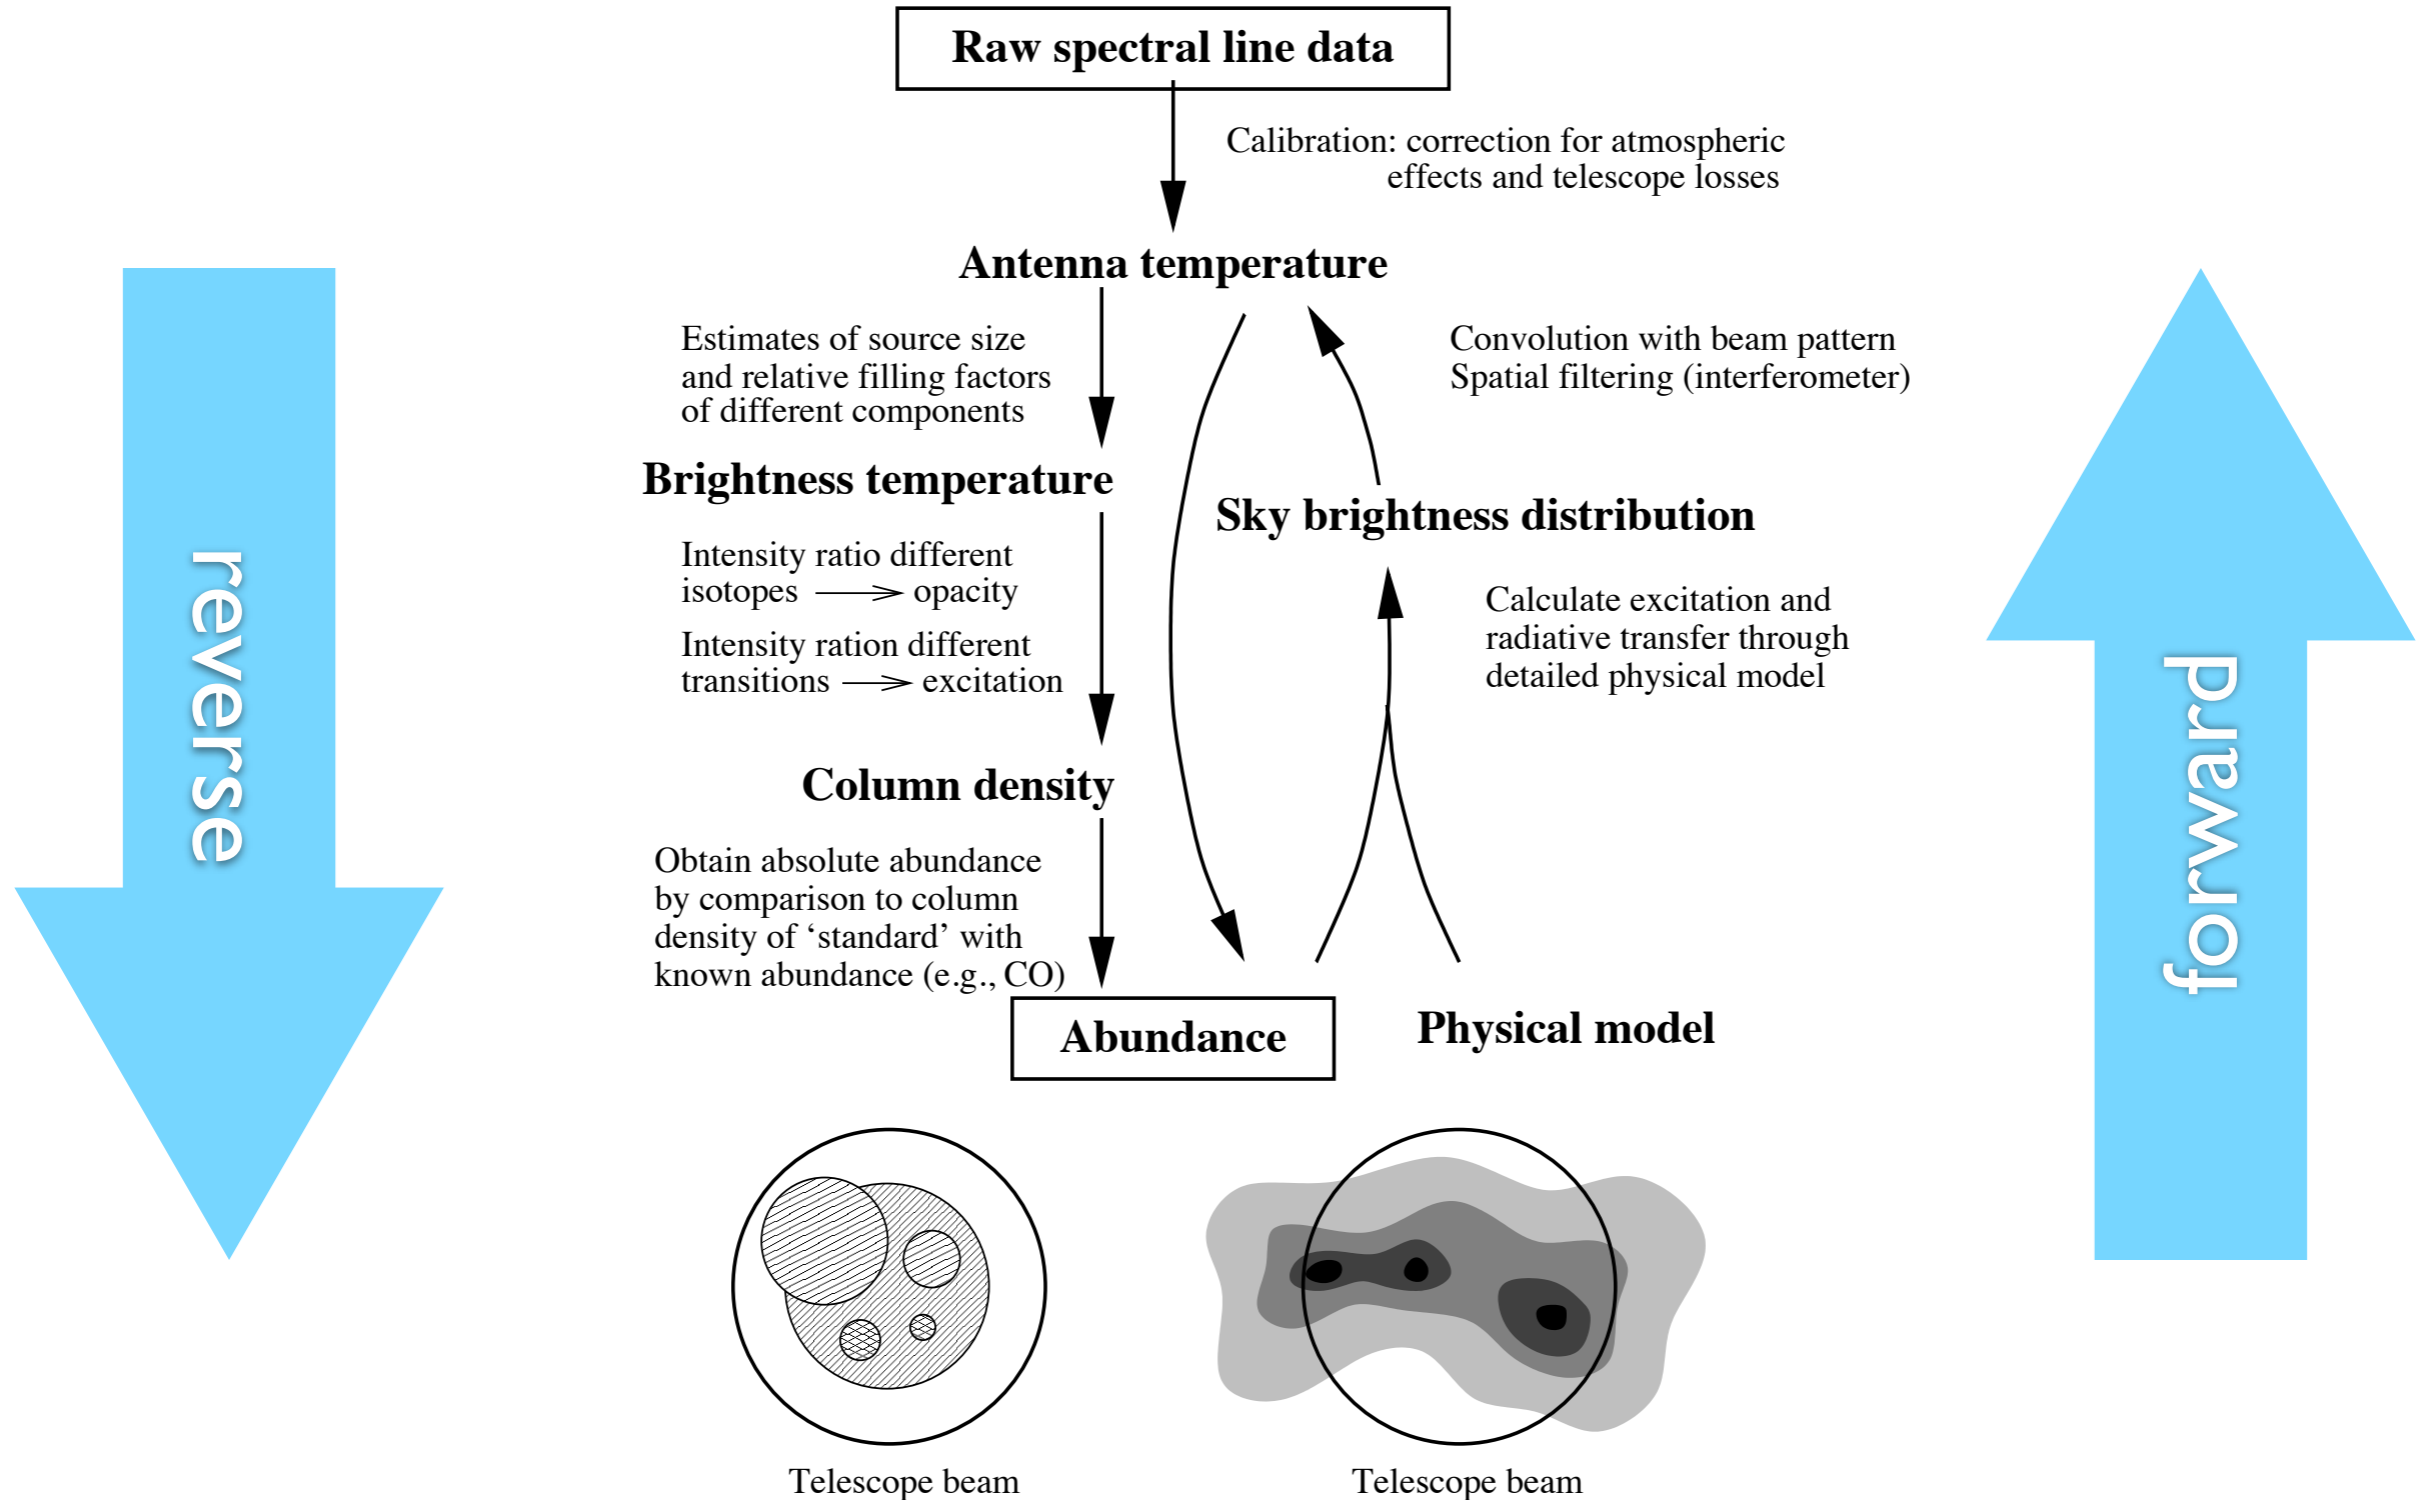 Raw spectral line data
Calibration: correction for atmospheric
effects and telescope losses
Antenna temperature
Estimates of source size
and relative filling factors
of different components
Convolution with beam pattern
Spatial filtering (interferometer)
Brightness temperature
Sky brightness distribution
Intensity ratio different
isotopes ⟶ opacity
Intensity ration different
transitions ⟶ excitation
Calculate excitation and
radiative transfer through
detailed physical model
Column density
Obtain absolute abundance
by comparison to column
density of ‘standard’ with
known abundance (e.g., CO)
Abundance
Physical model
reverse
forward
Telescope beam
Telescope beam